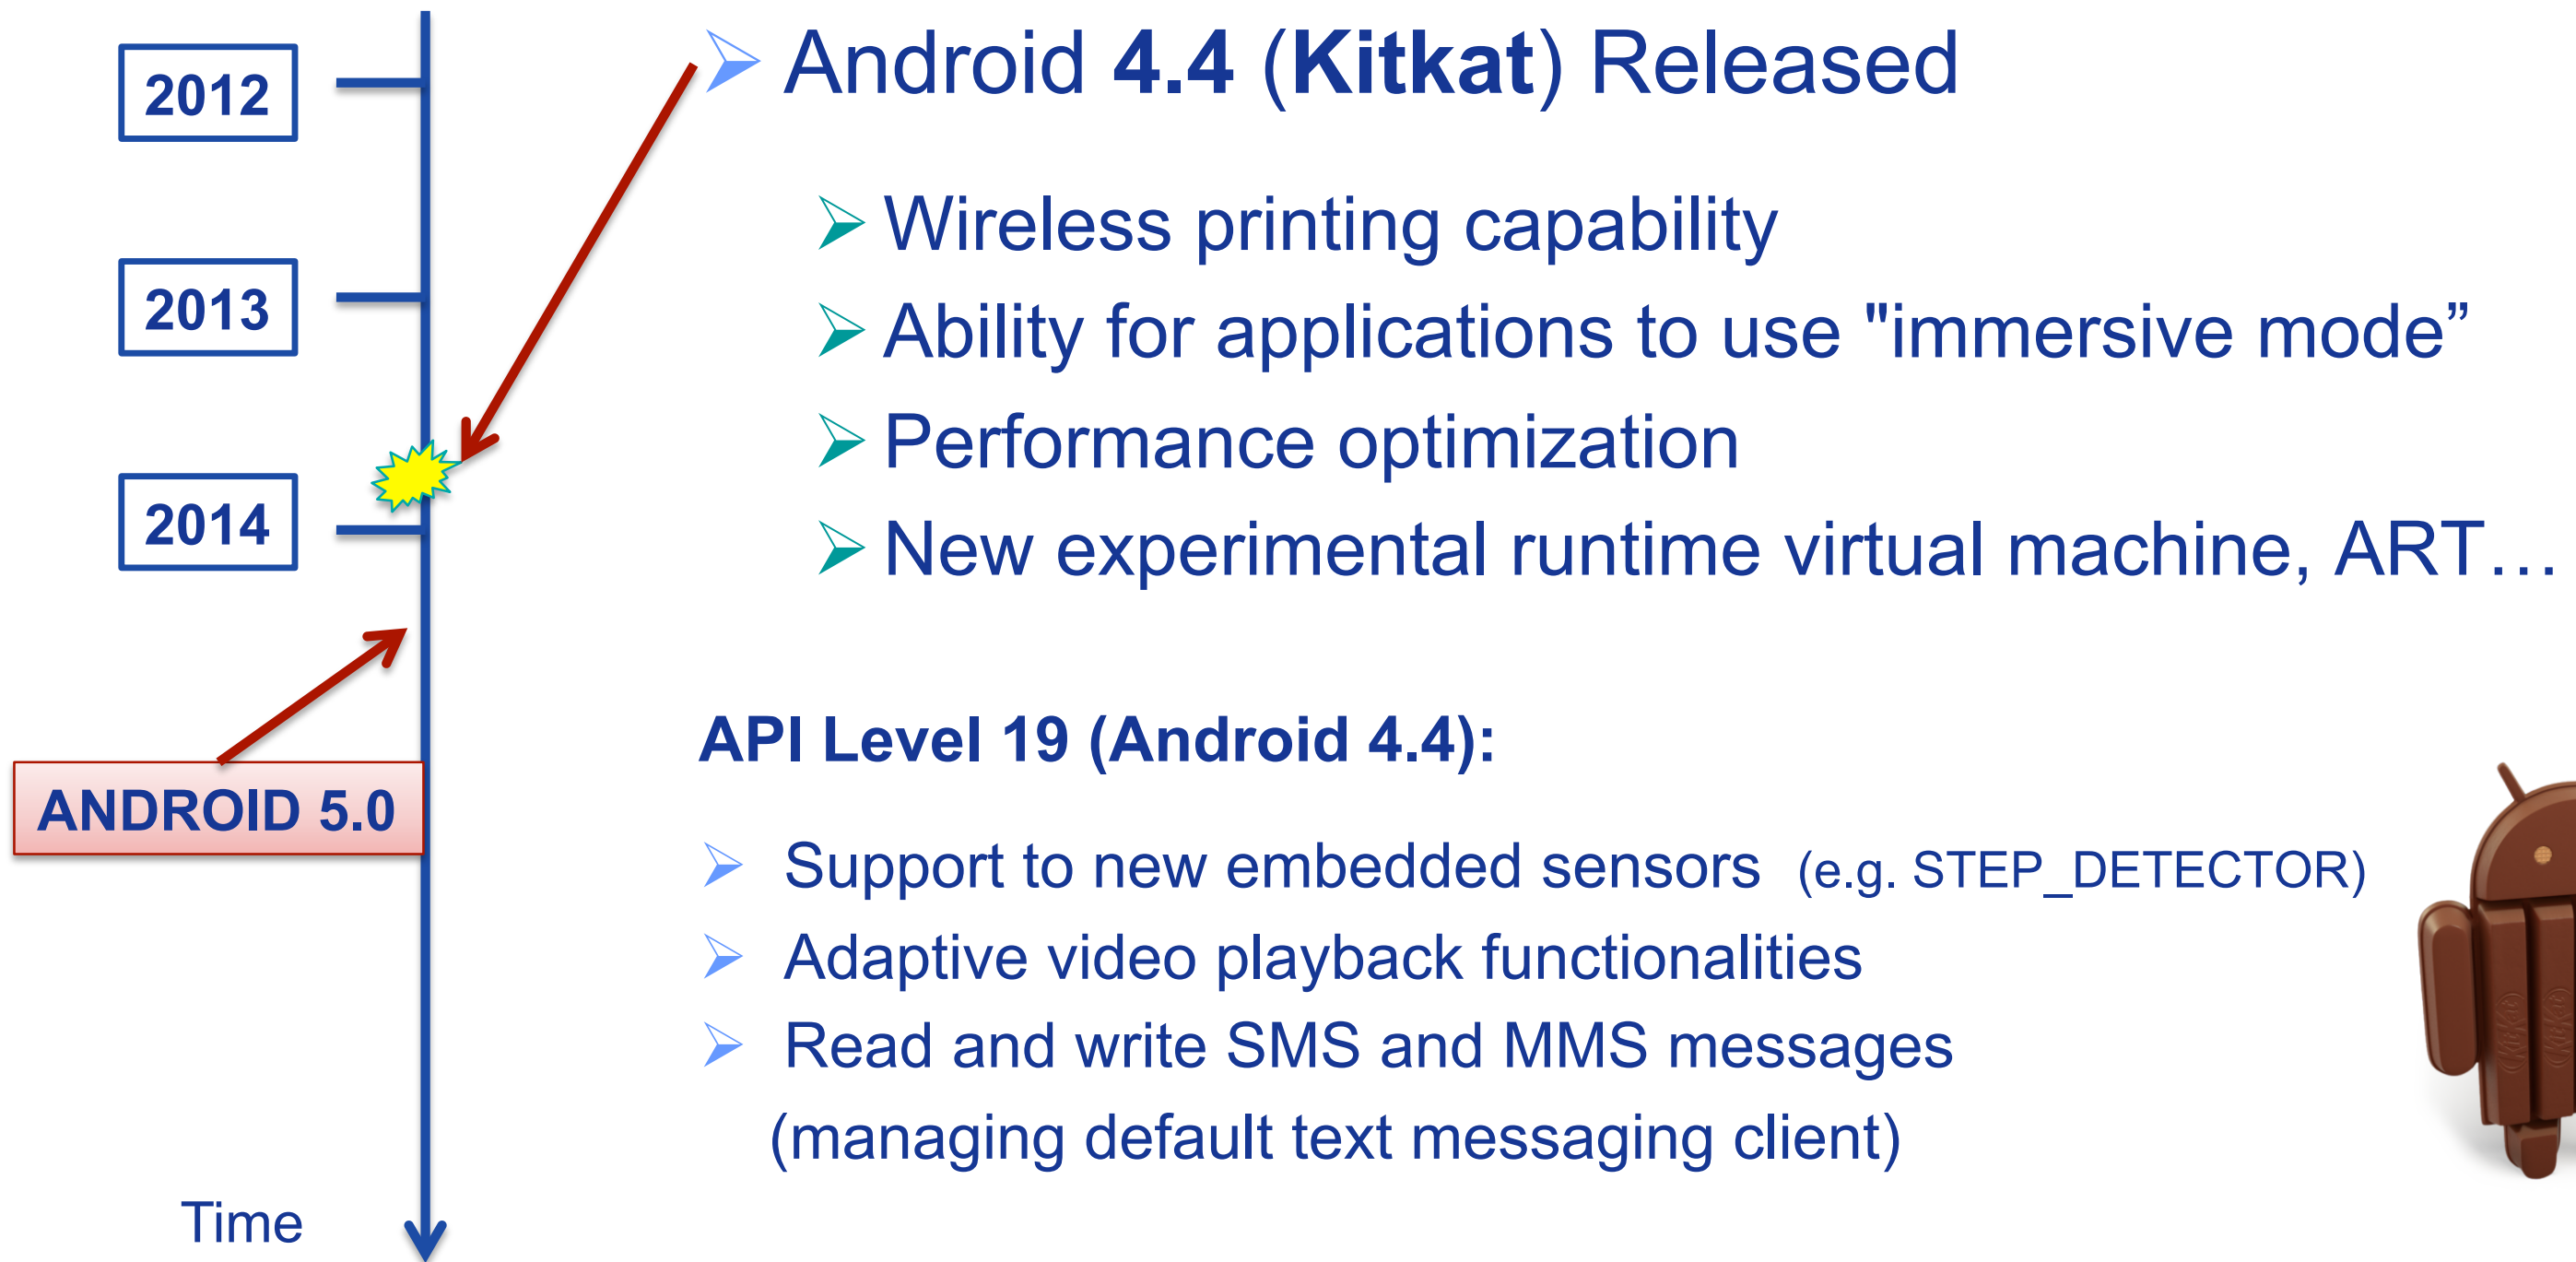 2012
2013
2014
ANDROID 5.0
Time
Android 4.4 (Kitkat) Released
Wireless printing capability
Ability for applications to use "immersive mode”
Performance optimization
New experimental runtime virtual machine, ART…
API Level 19 (Android 4.4):
Support to new embedded sensors (e.g. STEP_DETECTOR)
Adaptive video playback functionalities
Read and write SMS and MMS messages
(managing default text messaging client)